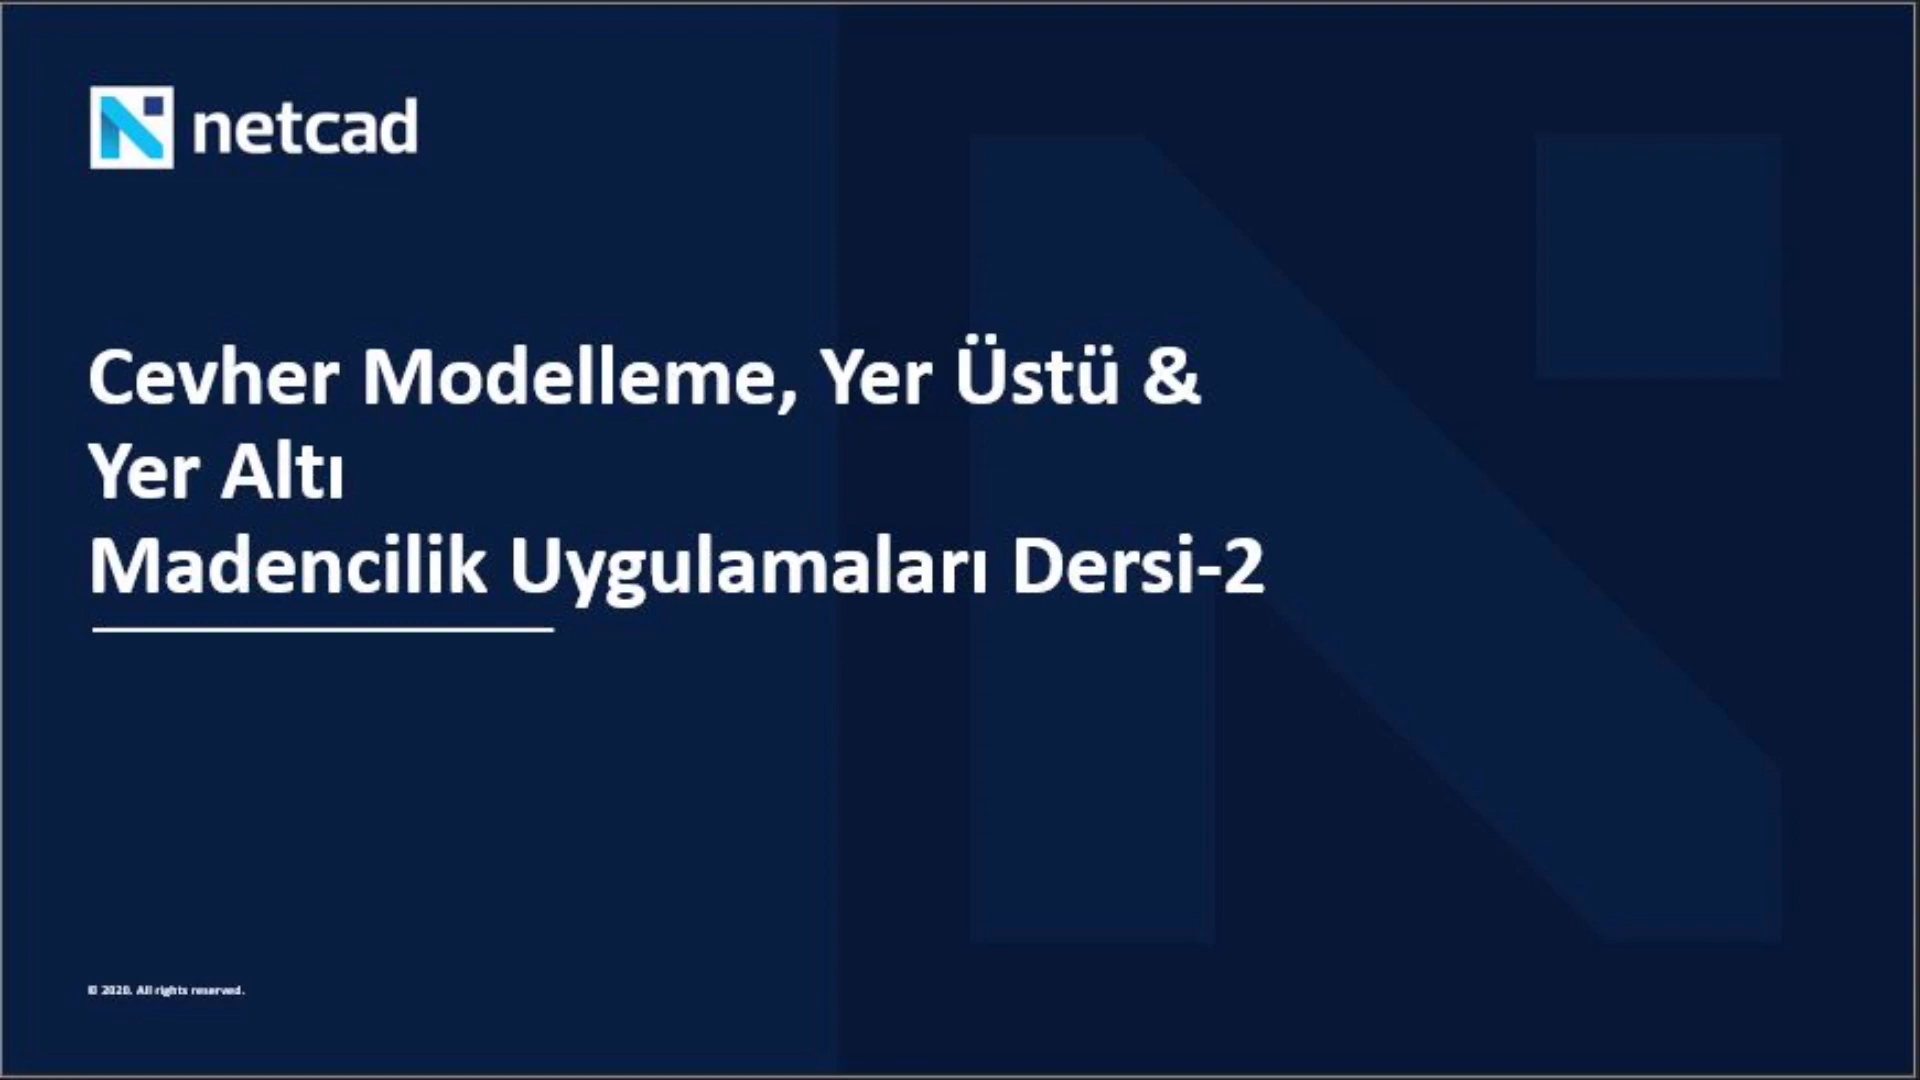 netcad
Cevher Modelleme, Yer Üstü &
Yer Altı
Madencilik Uygulamaları Dersi-2
© 2020. All rights reserved.